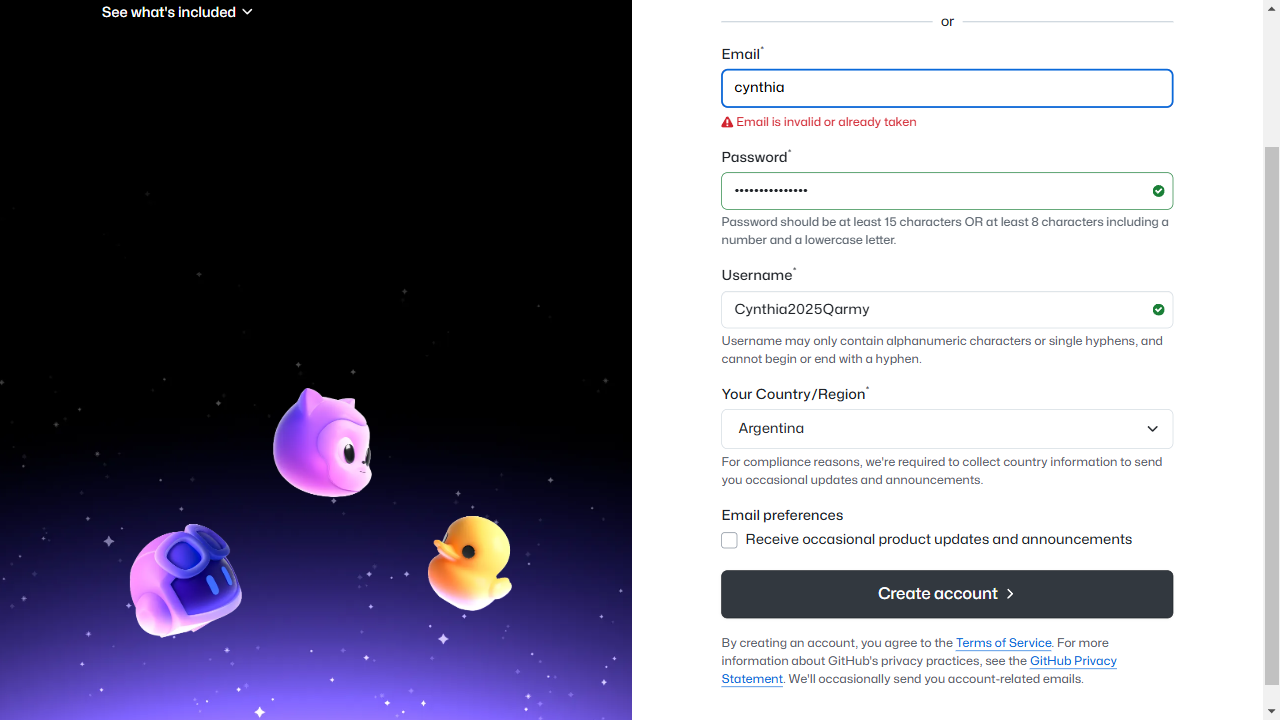 See what's included
or
Email*
cynthia
Email is invalid or already taken
Password*
•••••••••••••••
Password should be at least 15 characters OR at least 8 characters including a
number and a lowercase letter.
Username*
Cynthia2025Qarmy
Username may only contain alphanumeric characters or single hyphens, and
cannot begin or end with a hyphen.
Your Country/Region*
Argentina
For compliance reasons, we're required to collect country information to send
you occasional updates and announcements.
Email preferences
Receive occasional product updates and announcements
Create account
By creating an account, you agree to the Terms of Service. For more
information about GitHub's privacy practices, see the GitHub Privacy
Statement. We'll occasionally send you account-related emails.